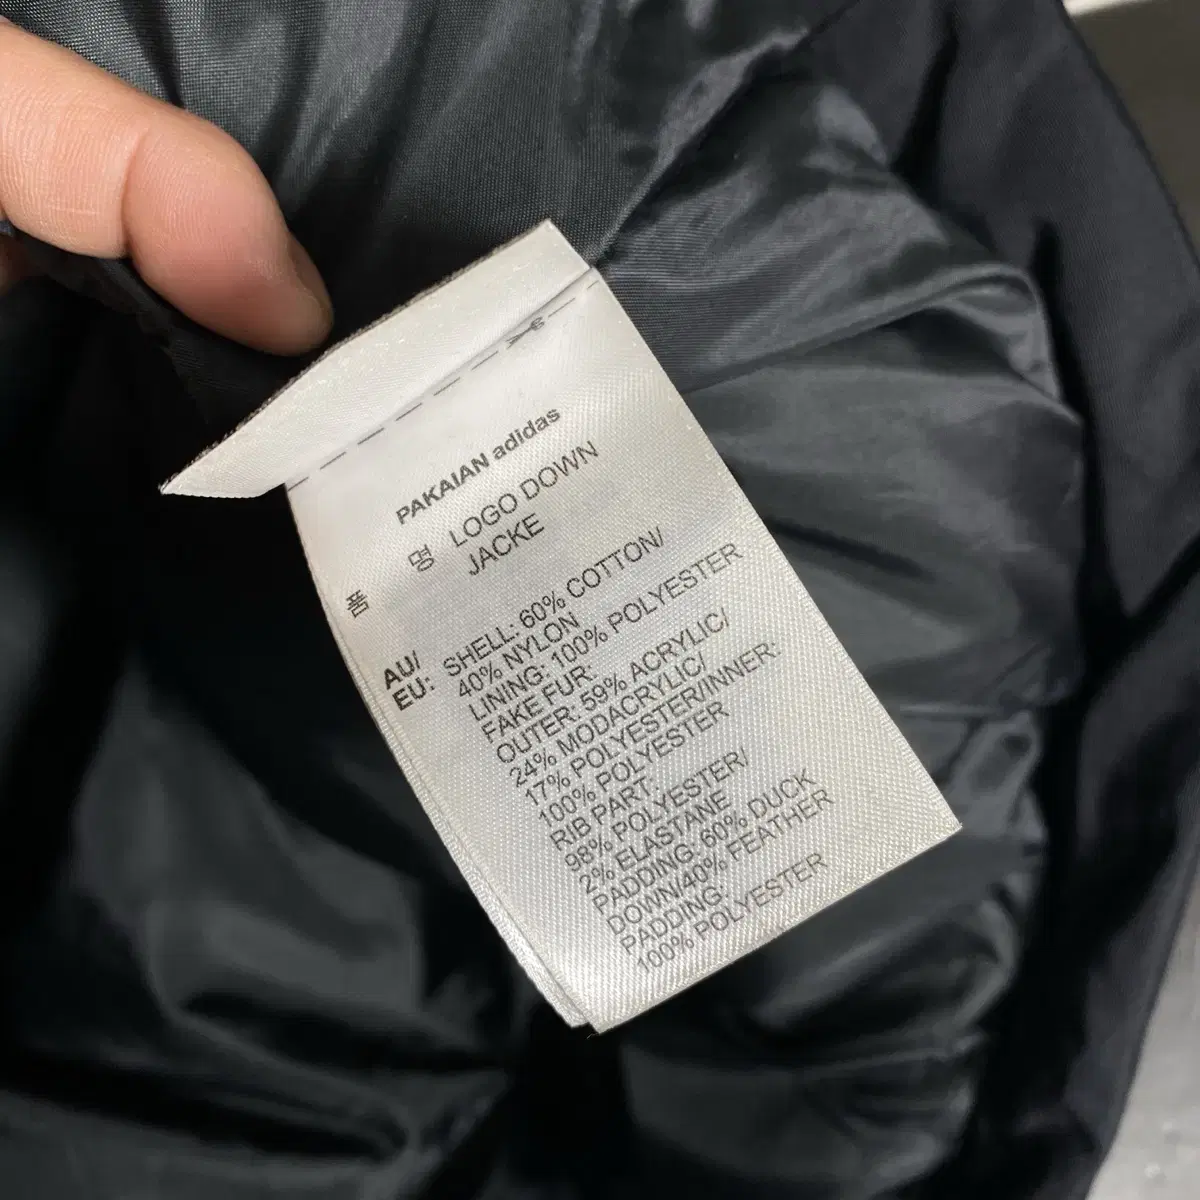 PAKAIAN adidas
품 명 LOGO DOWN
JACKE
AU/
EU: SHELL: 60% COTTON/
40% NYLON
LINING: 100% POLYESTER
FAKE FUR:
OUTER: 59% ACRYLIC/
24% MODACRYLIC/
17% POLYESTER/INNER:
100% POLYESTER
RIB PART:
98% POLYESTER/
2% ELASTANE
PADDING: 60% DUCK
DOWN/40% FEATHER
PADDING:
100% POLYESTER